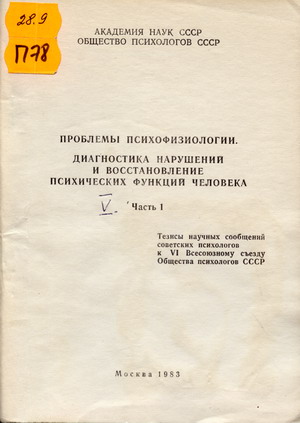 28.9
П78
АКАДЕМИЯ НАУК СССР
ОБЩЕСТВО ПСИХОЛОГОВ СССР
ПРОБЛЕМЫ ПСИХОФИЗИОЛОГИИ.
ДИАГНОСТИКА НАРУШЕНИЙ
И ВОССТАНОВЛЕНИЕ
ПСИХИЧЕСКИХ ФУНКЦИЙ ЧЕЛОВЕКА
V. Часть 1
Тезисы научных сообщений
советских психологов
к VI Всесоюзному съезду
Общества психологов СССР
Москва 1983